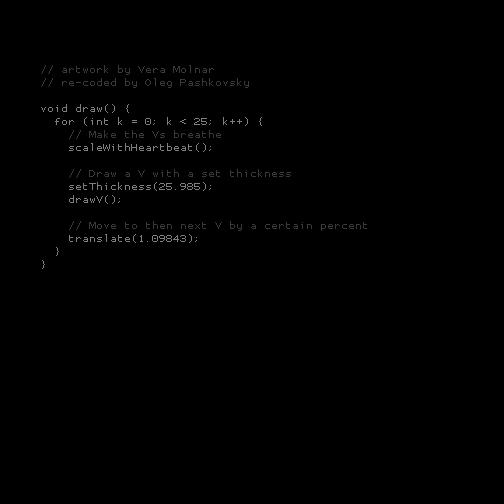 // artwork by Vera Molnar
// re-coded by Oleg Pashkovsky
void draw() {
for (int k = 0; k < 25; k++) {
// Make the Vs breathe
scaleWithHeartbeat();
// Draw a V with a set thickness
setThickness(25.985);
drawV();
// Move to then next V by a certain percent
translate(1.09843);
}
}